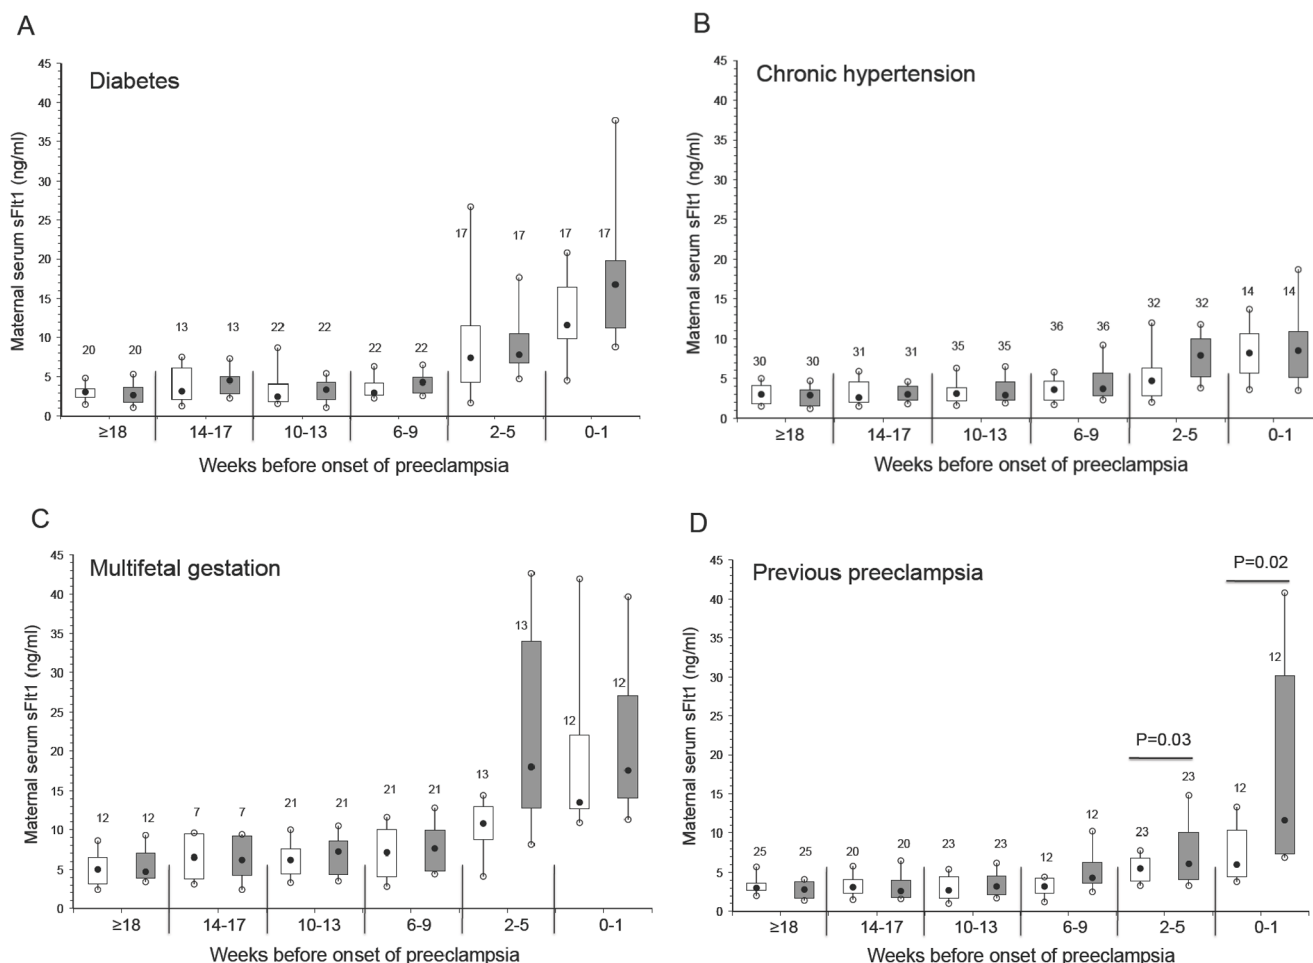 A
Diabetes
Maternal serum sFlt1 (ng/ml)
45
40
35
30
25
20
15
10
5
0
20 20 13 13 22 22 22 22 17 17 17 17
≥18 14-17 10-13 6-9 2-5 0-1
Weeks before onset of preeclampsia
B
Chronic hypertension
Maternal serum sFlt1 (ng/ml)
45
40
35
30
25
20
15
10
5
0
30 30 31 31 35 35 36 36 32 32 14 14
≥18 14-17 10-13 6-9 2-5 0-1
Weeks before onset of preeclampsia
C
Multifetal gestation
Maternal serum sFlt1 (ng/ml)
45
40
35
30
25
20
15
10
5
0
12 12 7 7 21 21 21 21 13 13 12 12
≥18 14-17 10-13 6-9 2-5 0-1
Weeks before onset of preeclampsia
D
Previous preeclampsia
P=0.02
P=0.03
Maternal serum sFlt1 (ng/ml)
45
40
35
30
25
20
15
10
5
0
25 25 20 20 23 23 12 12 23 23 12 12
≥18 14-17 10-13 6-9 2-5 0-1
Weeks before onset of preeclampsia